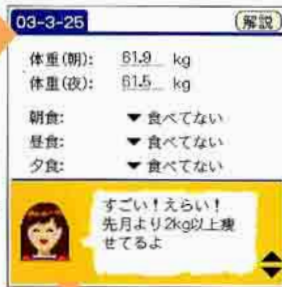 03-3-25 (解説)
体重(朝): 61.9 kg
体重(夜): 61.5 kg
朝食: ▼食べてない
昼食: ▼食べてない
夕食: ▼食べてない
すごい！えらい！
先月より2kg以上痩
せてるよ